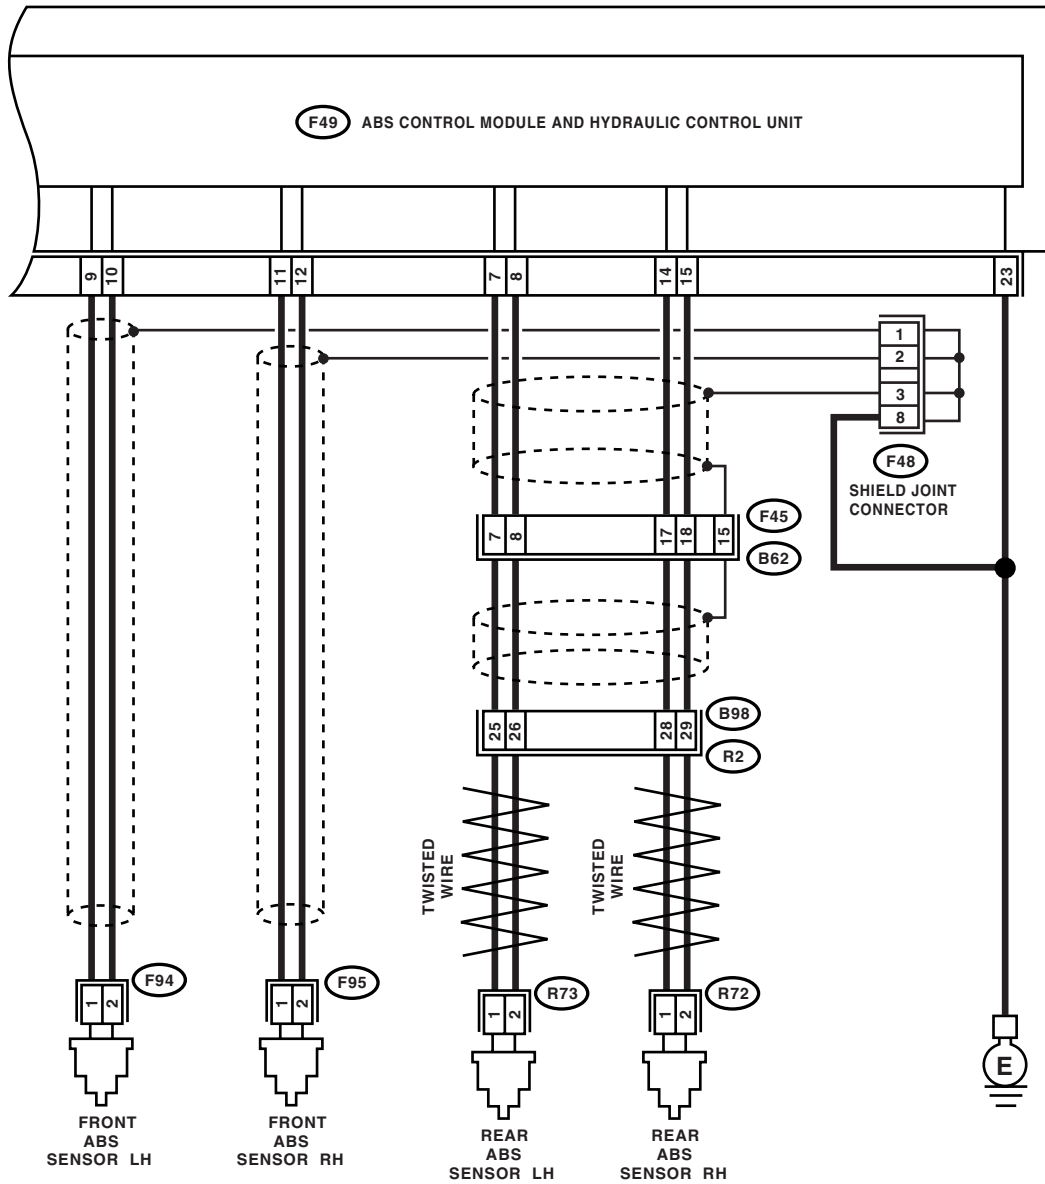 F49 ABS CONTROL MODULE AND HYDRAULIC CONTROL UNIT
9 10 11 12 7 8 14 15 23
1
2
3
8
F48
SHIELD JOINT
CONNECTOR
7 8 17 18 15
F45
B62
25 26 28 29
B98
R2
TWISTED
WIRE
TWISTED
WIRE
F94
F95
R73
R72
1 2
1 2
1 2
1 2
E
FRONT
ABS
SENSOR LH
FRONT
ABS
SENSOR RH
REAR
ABS
SENSOR LH
REAR
ABS
SENSOR RH